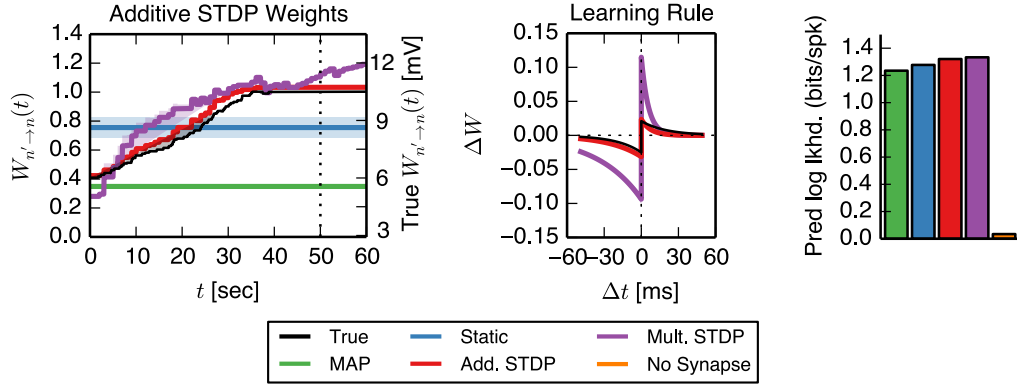 Additive STDP Weights
1.4
1.2
1.0
0.8
0.6
0.4
0.2
0.0
W_{n'→n}(t)
0 10 20 30 40 50 60
t [sec]
12
9
6
3
True W_{n'→n}(t) [mV]
Learning Rule
0.15
0.10
0.05
0.00
−0.05
−0.10
−0.15
ΔW
−60−30 0 30 60
Δt [ms]
1.4
1.2
1.0
0.8
0.6
0.4
0.2
0.0
Pred log lkhd. (bits/spk)
True Static Mult. STDP
MAP Add. STDP No Synapse